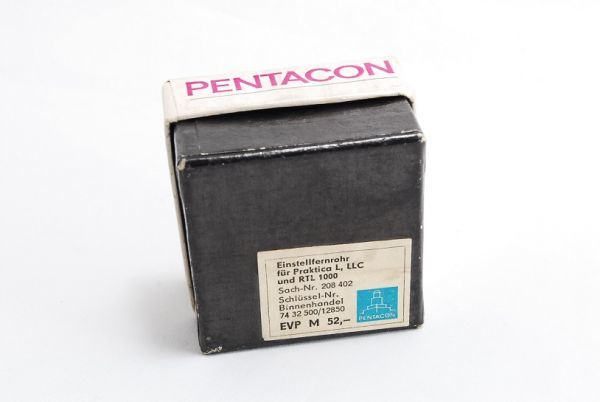 PENTACON
Einstellfernrohr
für Praktica L, LLC
und RTL 1000
Sach-Nr. 208 402
Schlüssel-Nr.
Binnenhandel
74 32 500/12850
EVP M 52,–
PENTACON